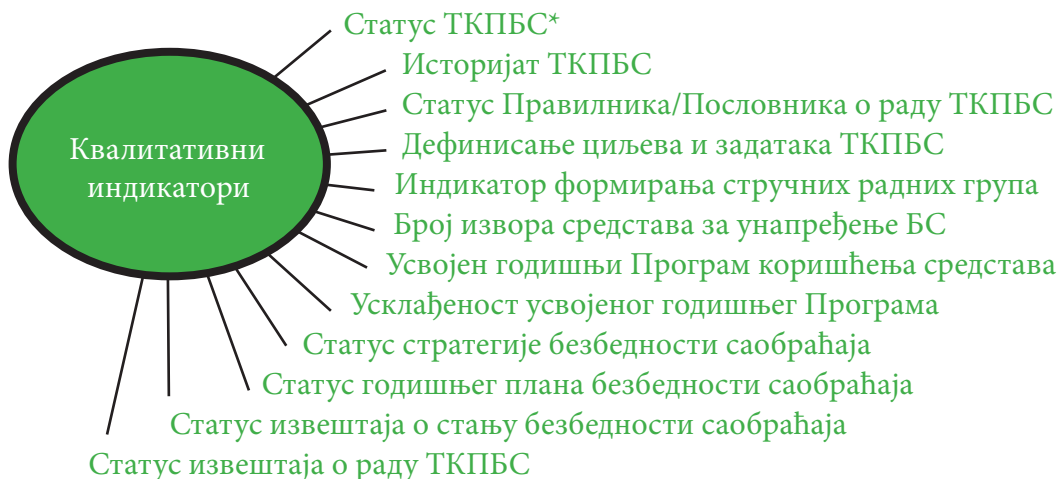 Статус ТКПБС*
Историјат ТКПБС
Статус Правилника/Пословника о раду ТКПБС
Дефинисање циљева и задатака ТКПБС
Индикатор формирања стручних радних група
Број извора средстава за унапређење БС
Усвојен годишњи Програм коришћења средстава
Усклађеност усвојеног годишњег Програма
Статус стратегије безбедности саобраћаја
Статус годишњег плана безбедности саобраћаја
Статус извештаја о стању безбедности саобраћаја
Статус извештаја о раду ТКПБС
Квалитативни
индикатори